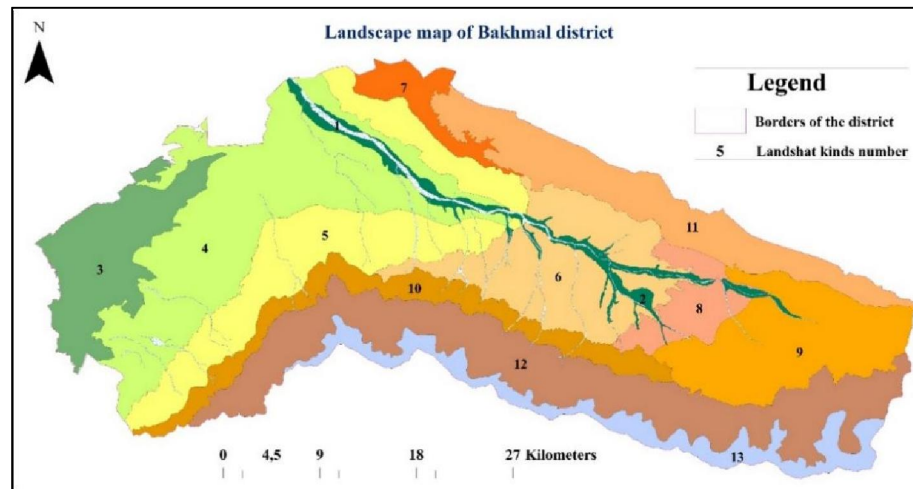 Landscape map of Bakhmal district
N
Legend
Borders of the district
5 Landshat kinds number
7
1
11
5
4
3
6
10
2
8
9
12
13
0 4,5 9 18 27 Kilometers